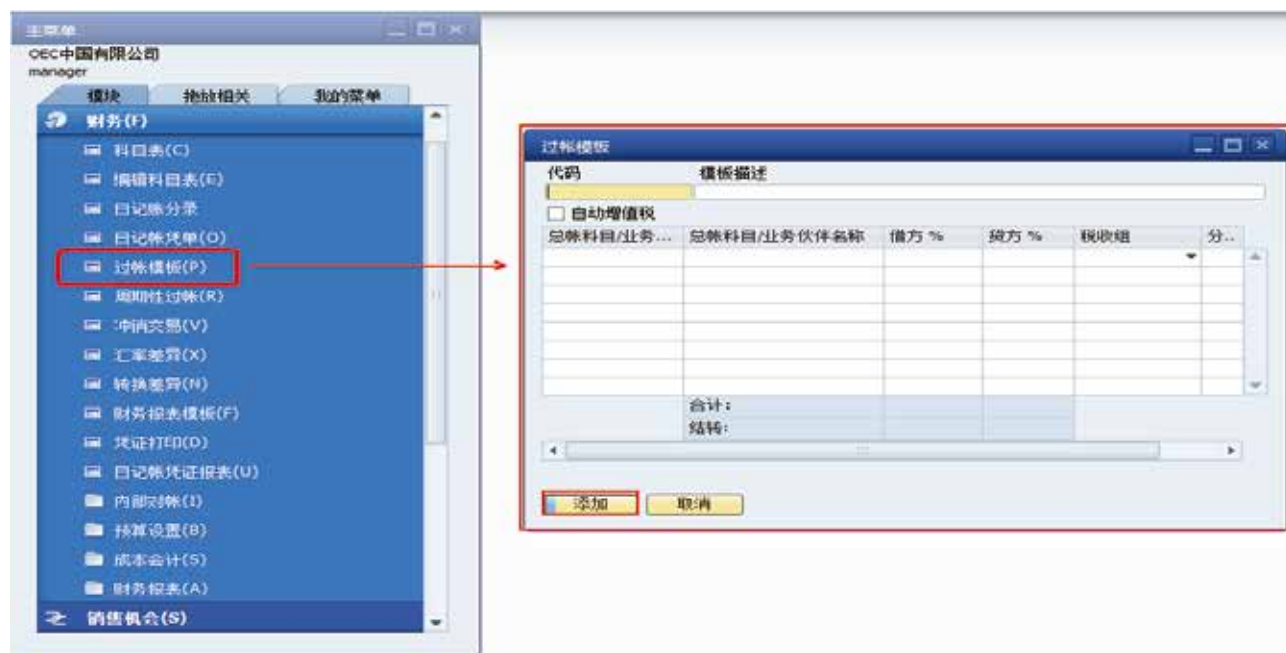 主菜单
OEC中国有限公司
manager
模块 拖放相关 我的菜单
财务(F)
科目表(C)
编辑科目表(E)
日记账分录
日记帐凭单(O)
过帐模板(P)
周期性过帐(R)
冲销交易(V)
汇率差异(X)
转换差异(N)
财务报表模板(F)
凭证打印(D)
日记帐凭证报表(U)
内部对帐(I)
预算设置(B)
成本会计(S)
财务报表(A)
销售机会(S)
过帐模板
代码 模板描述
自动增值税
总帐科目/业务... 总帐科目/业务伙伴名称 借方 % 贷方 % 税收组 分..
合计:
结转:
添加 取消